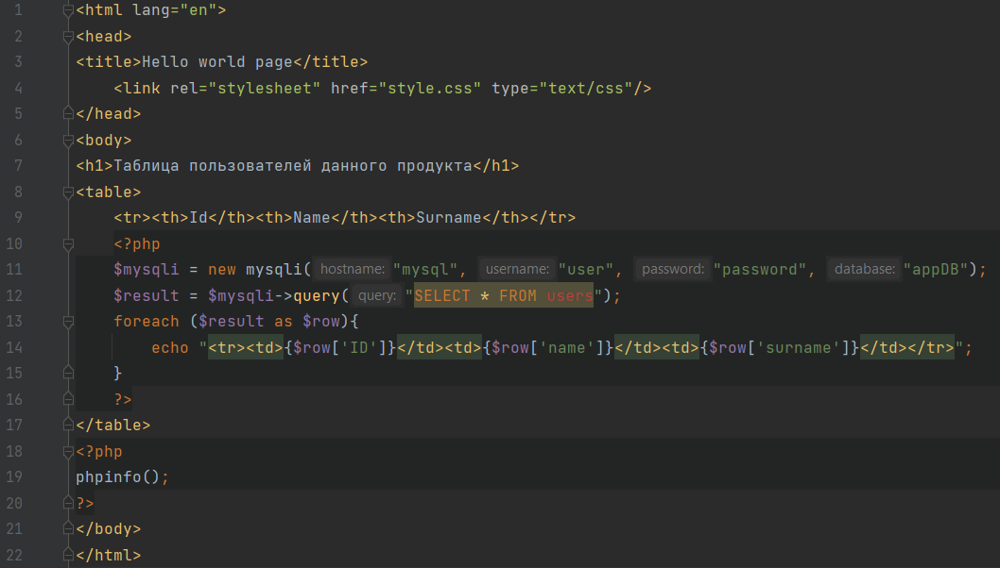 1 <html lang="en">
2 <head>
3 <title>Hello world page</title>
4     <link rel="stylesheet" href="style.css" type="text/css"/>
5 </head>
6 <body>
7 <h1>Таблица пользователей данного продукта</h1>
8 <table>
9     <tr><th>Id</th><th>Name</th><th>Surname</th></tr>
10     <?php
11     $mysqli = new mysqli( hostname: "mysql", username: "user", password: "password", database: "appDB");
12     $result = $mysqli->query( query: "SELECT * FROM users");
13     foreach ($result as $row){
14         echo "<tr><td>{$row['ID']}</td><td>{$row['name']}</td><td>{$row['surname']}</td></tr>";
15     }
16     ?>
17 </table>
18 <?php
19 phpinfo();
20 ?>
21 </body>
22 </html>